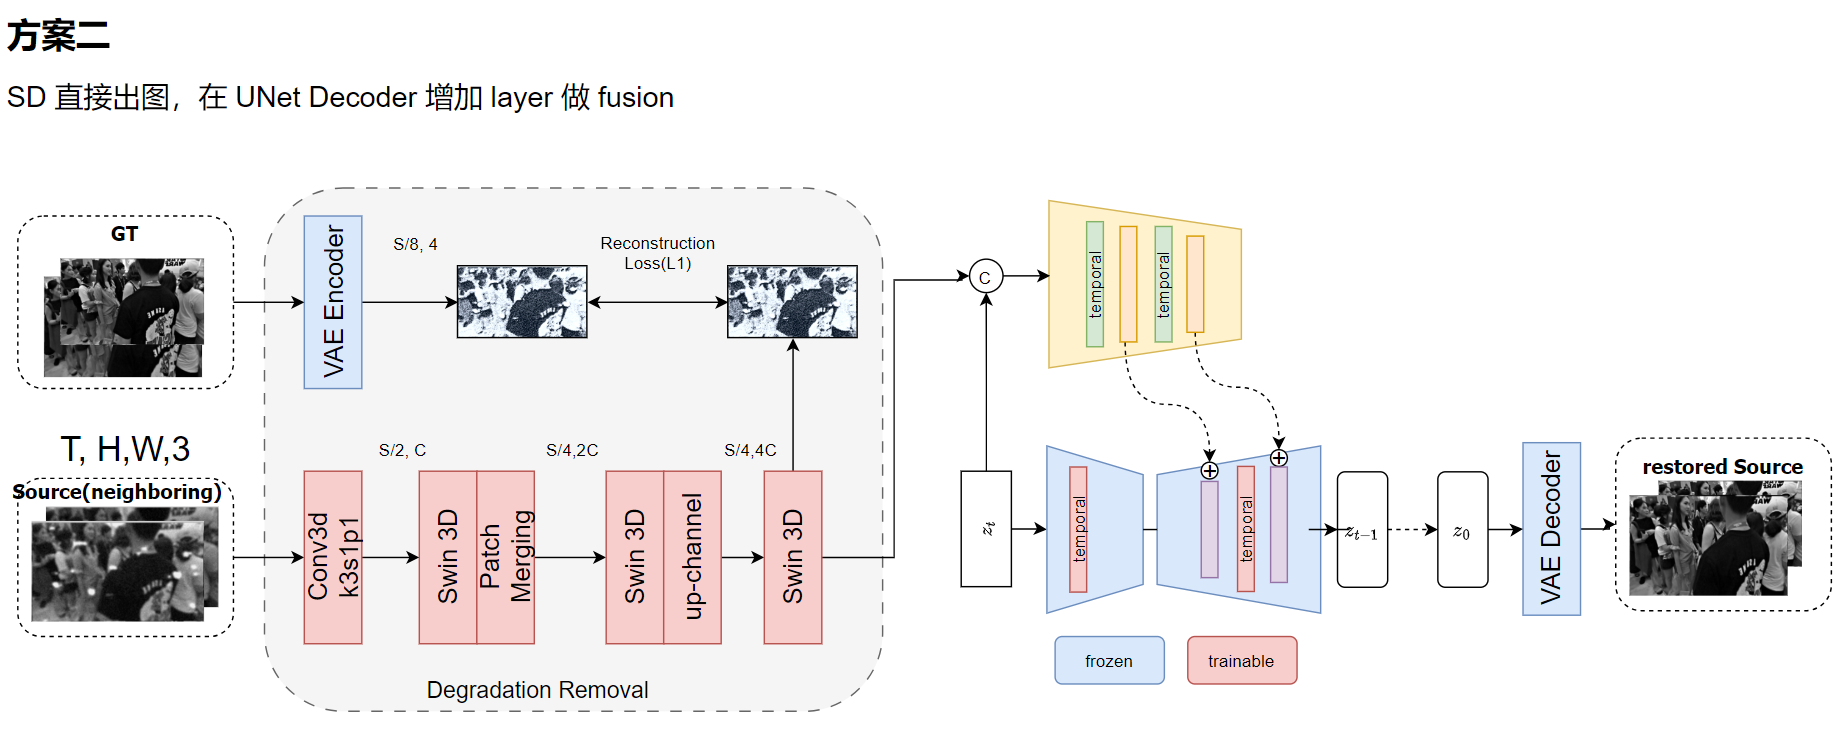 方案二
SD 直接出图，在 UNet Decoder 增加 layer 做 fusion
GT
VAE Encoder
S/8, 4
Reconstruction
Loss(L1)
T, H,W,3
Source(neighboring)
S/2, C
S/4,2C
S/4,4C
Conv3d
k3s1p1
Swin 3D
Patch
Merging
Swin 3D
up-channel
Swin 3D
Degradation Removal
C
temporal
temporal
z_t
temporal
temporal
z_{t-1}
z_0
VAE Decoder
restored Source
frozen
trainable